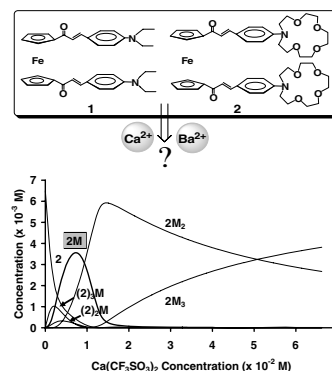 O
N
O
N
O
O
O
O
Fe
Fe
O
N
O
N
O
O
O
O
1
2
Ca2+
Ba2+
?
Concentration (x 10-3 M)
7
6
5
4
3
2
1
0
2
2M
(2)3M
(2)2M
2M2
2M3
0
1
2
3
4
5
6
Ca(CF3SO3)2 Concentration (x 10-2 M)